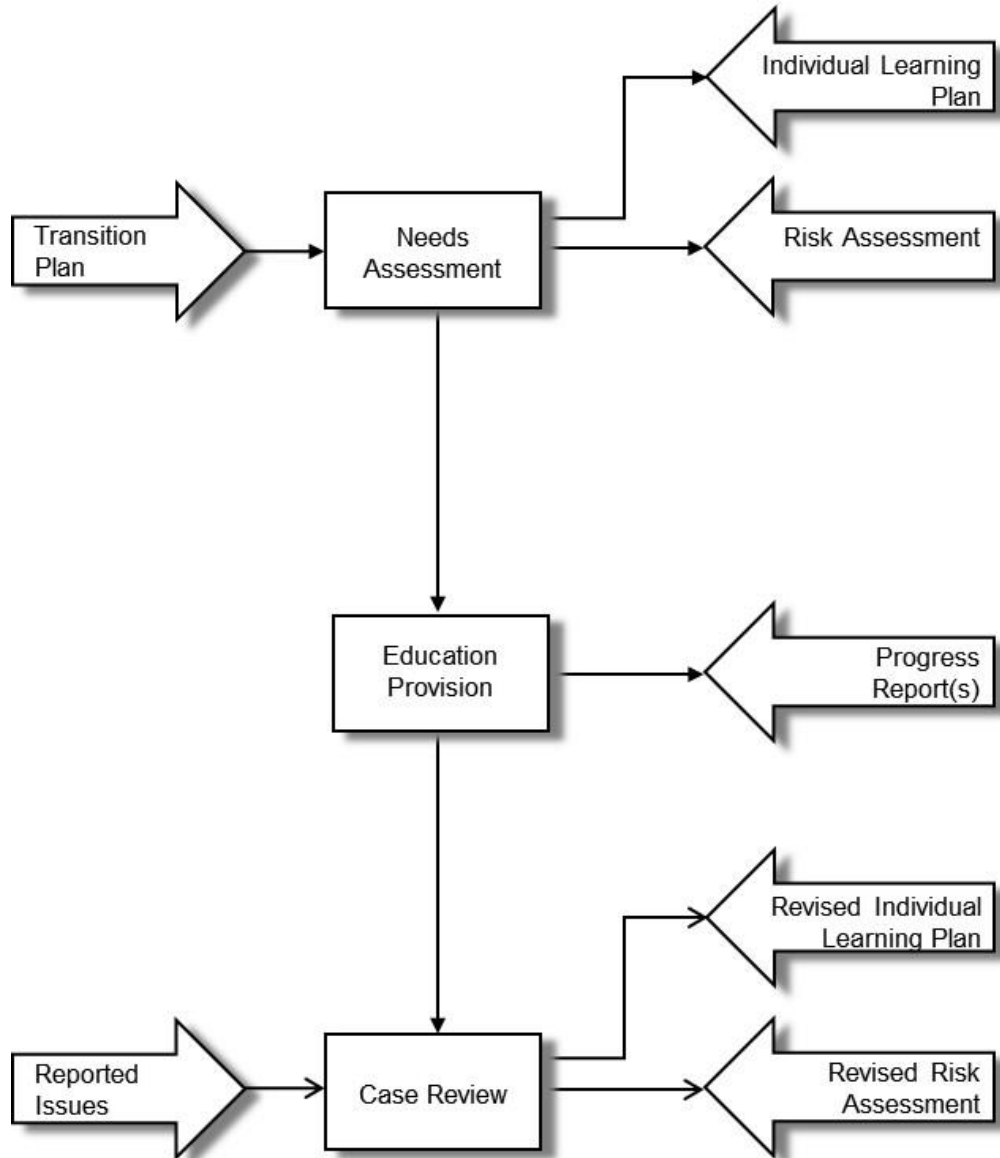 Individual Learning
Plan
Transition
Plan
Needs
Assessment
Risk Assessment
Education
Provision
Progress
Report(s)
Revised Individual
Learning Plan
Reported
Issues
Case Review
Revised Risk
Assessment